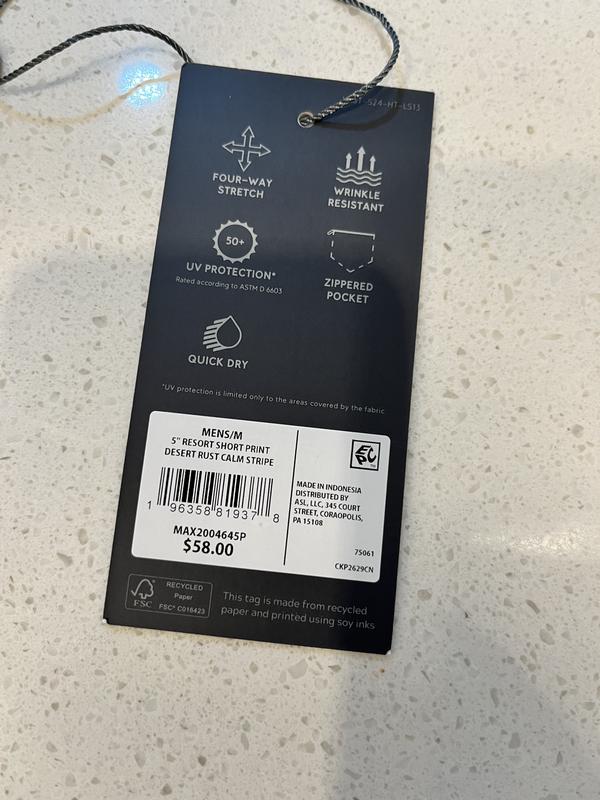 S24-HT-LS13
FOUR-WAY
STRETCH
WRINKLE
RESISTANT
50+
UV PROTECTION*
Rated according to ASTM D 6603
ZIPPERED
POCKET
QUICK DRY
*UV protection is limited only to the areas covered by the fabric
MENS/M
5" RESORT SHORT PRINT
DESERT RUST CALM STRIPE
1 96358 81937 8
MAX2004645P
$58.00
EPC™
MADE IN INDONESIA
DISTRIBUTED BY
ASL, LLC, 345 COURT
STREET, CORAOPOLIS,
PA 15108
75061
CKP2629CN
FSC
RECYCLED
Paper
FSC® C016423
This tag is made from recycled
paper and printed using soy inks